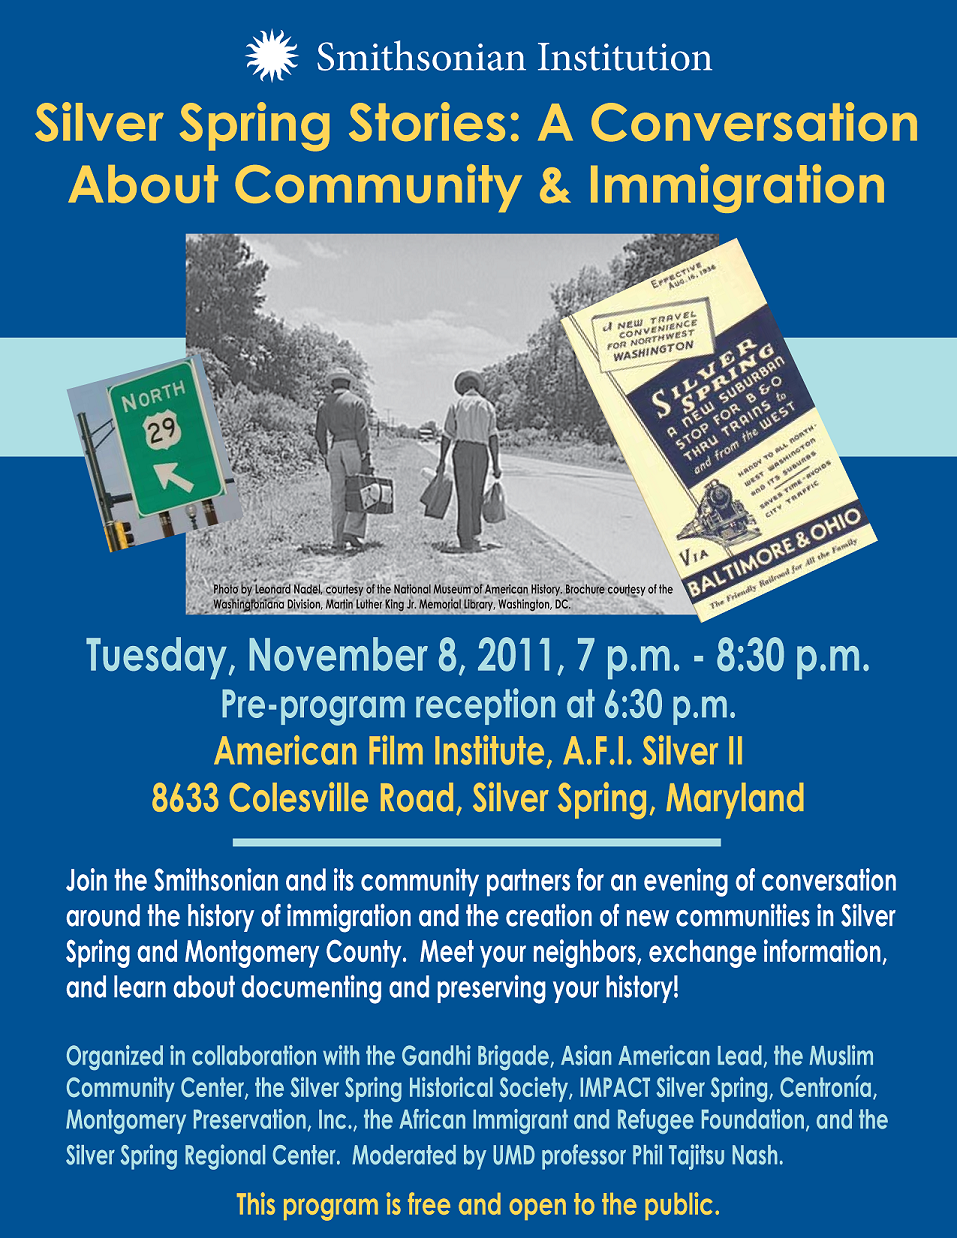 Smithsonian Institution
Silver Spring Stories: A Conversation
About Community & Immigration
NORTH
29
EFFECTIVE
AUG. 16, 1936
A NEW TRAVEL
CONVENIENCE
FOR NORTHWEST
WASHINGTON
SILVER
SPRING
A NEW SUBURBAN
STOP FOR B & O
THRU TRAINS to
and from the WEST
HANDY TO ALL NORTH-
WEST WASHINGTON
AND ITS SUBURBS
SAVES TIME-AVOIDS
CITY TRAFFIC
VIA
BALTIMORE & OHIO
The Friendly Railroad for All the Family
Photo by Leonard Nadel, courtesy of the National Museum of American History. Brochure courtesy of the
Washingtoniana Division, Martin Luther King Jr. Memorial Library, Washington, DC.
Tuesday, November 8, 2011, 7 p.m. - 8:30 p.m.
Pre-program reception at 6:30 p.m.
American Film Institute, A.F.I. Silver II
8633 Colesville Road, Silver Spring, Maryland
Join the Smithsonian and its community partners for an evening of conversation
around the history of immigration and the creation of new communities in Silver
Spring and Montgomery County.  Meet your neighbors, exchange information,
and learn about documenting and preserving your history!
Organized in collaboration with the Gandhi Brigade, Asian American Lead, the Muslim
Community Center, the Silver Spring Historical Society, IMPACT Silver Spring, Centronía,
Montgomery Preservation, Inc., the African Immigrant and Refugee Foundation, and the
Silver Spring Regional Center.  Moderated by UMD professor Phil Tajitsu Nash.
This program is free and open to the public.